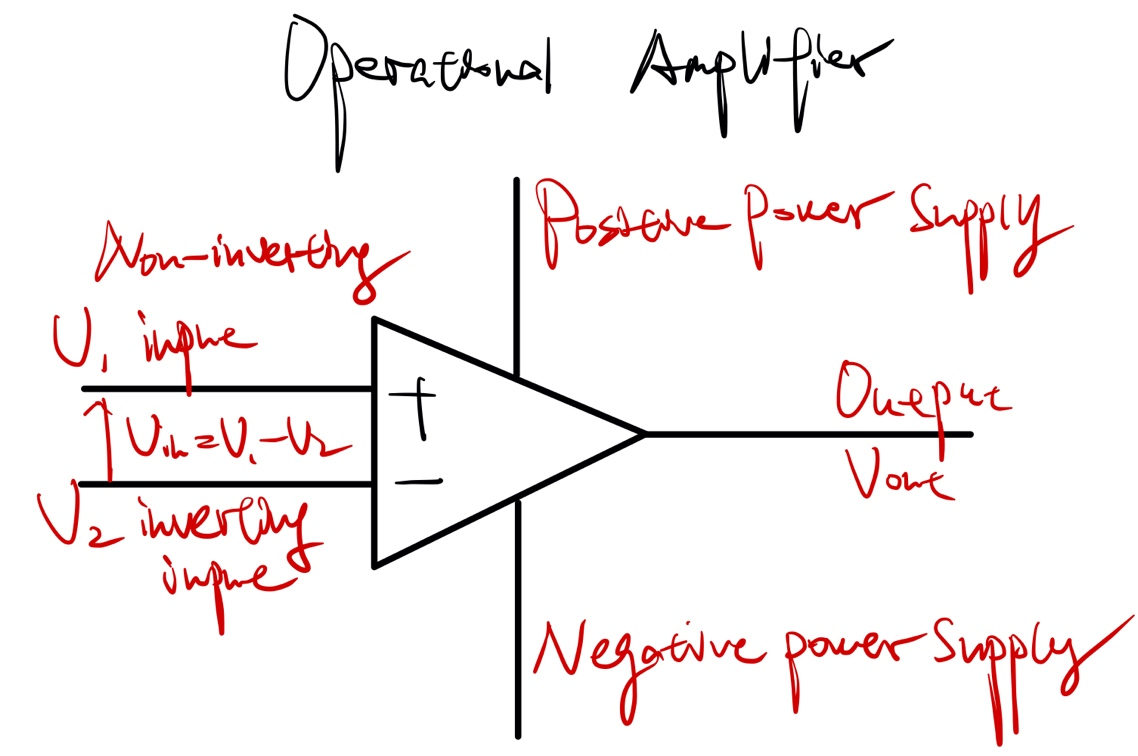 Operational Amplifier
Positive Power Supply
Non-inverting
V1 input
+
Output
Vin = V1 - V2
Vout
−
V2 inverting
input
Negative power Supply